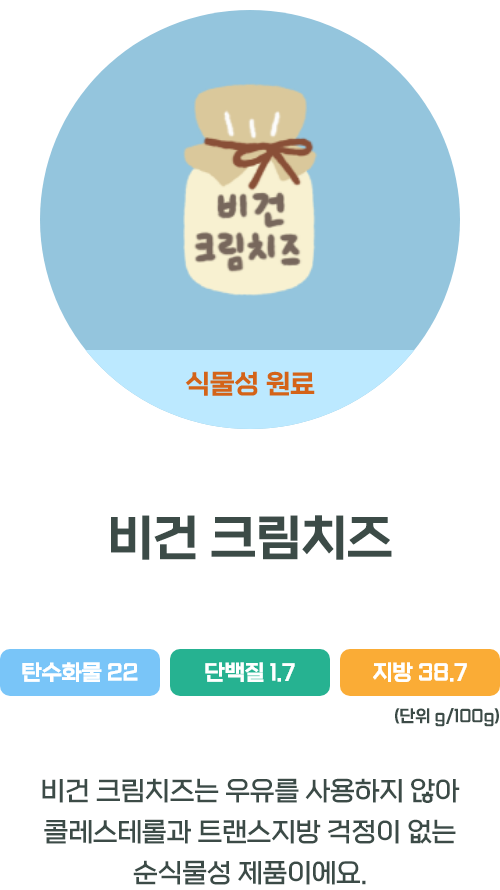 비건
크림치즈
식물성 원료
비건 크림치즈
탄수화물 22 단백질 1.7 지방 38.7
(단위 g/100g)
비건 크림치즈는 우유를 사용하지 않아
콜레스테롤과 트랜스지방 걱정이 없는
순식물성 제품이에요.